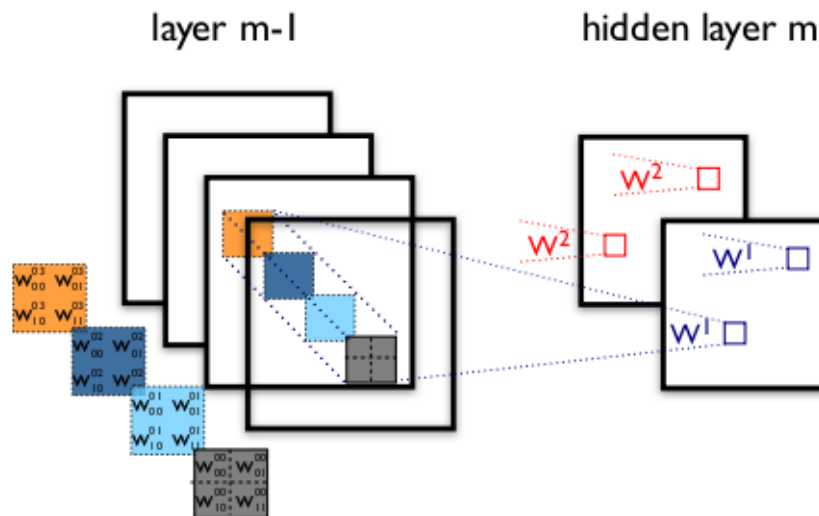 layer m-1
hidden layer m
W²
W²
W¹
W¹
W⁰³₀₀ W⁰³₀₁
W⁰³₁₀ W⁰³₁₁
W⁰²₀₀ W⁰²₀₁
W⁰²₁₀ W⁰²₁₁
W⁰¹₀₀ W⁰¹₀₁
W⁰¹₁₀ W⁰¹₁₁
W⁰⁰₀₀ W⁰⁰₀₁
W⁰⁰₁₀ W⁰⁰₁₁